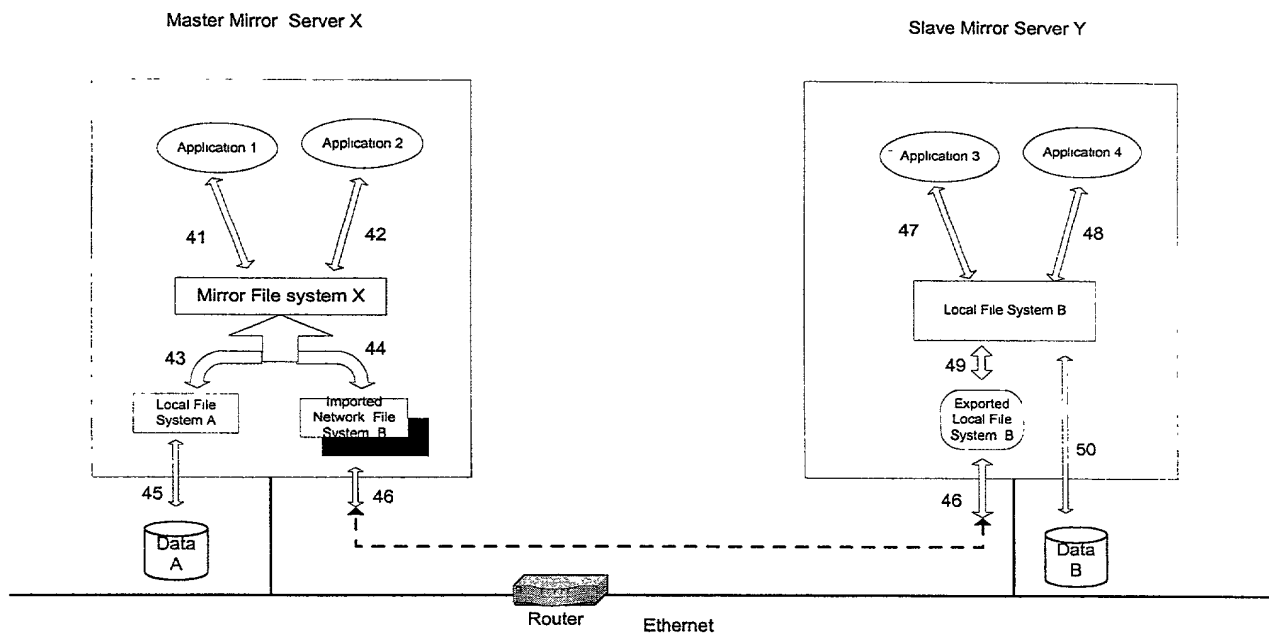 Master Mirror Server X
Slave Mirror Server Y
Application 1
Application 2
Application 3
Application 4
41
42
47
48
Mirror File system X
Local File System B
43
44
49
Local File
System A
Imported
Network File
System B
Exported
Local File
System B
50
45
46
46
Data
A
Data
B
Router
Ethernet